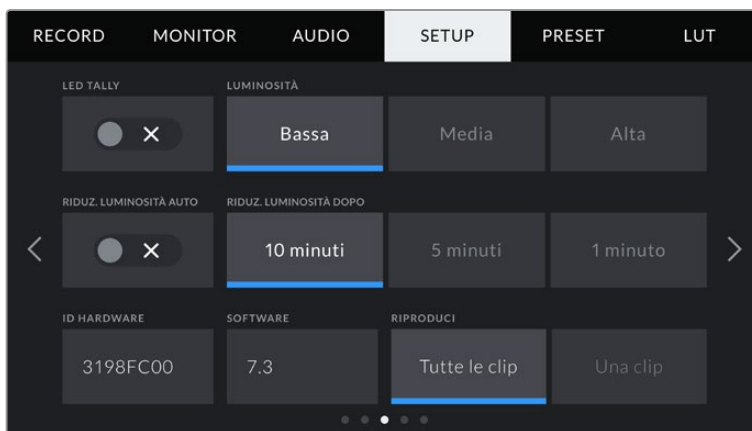 RECORD MONITOR AUDIO SETUP PRESET LUT
LED TALLY LUMINOSITÀ
Bassa Media Alta
RIDUZ. LUMINOSITÀ AUTO RIDUZ. LUMINOSITÀ DOPO
10 minuti 5 minuti 1 minuto
ID HARDWARE SOFTWARE RIPRODUCI
3198FC00 7.3 Tutte le clip Una clip